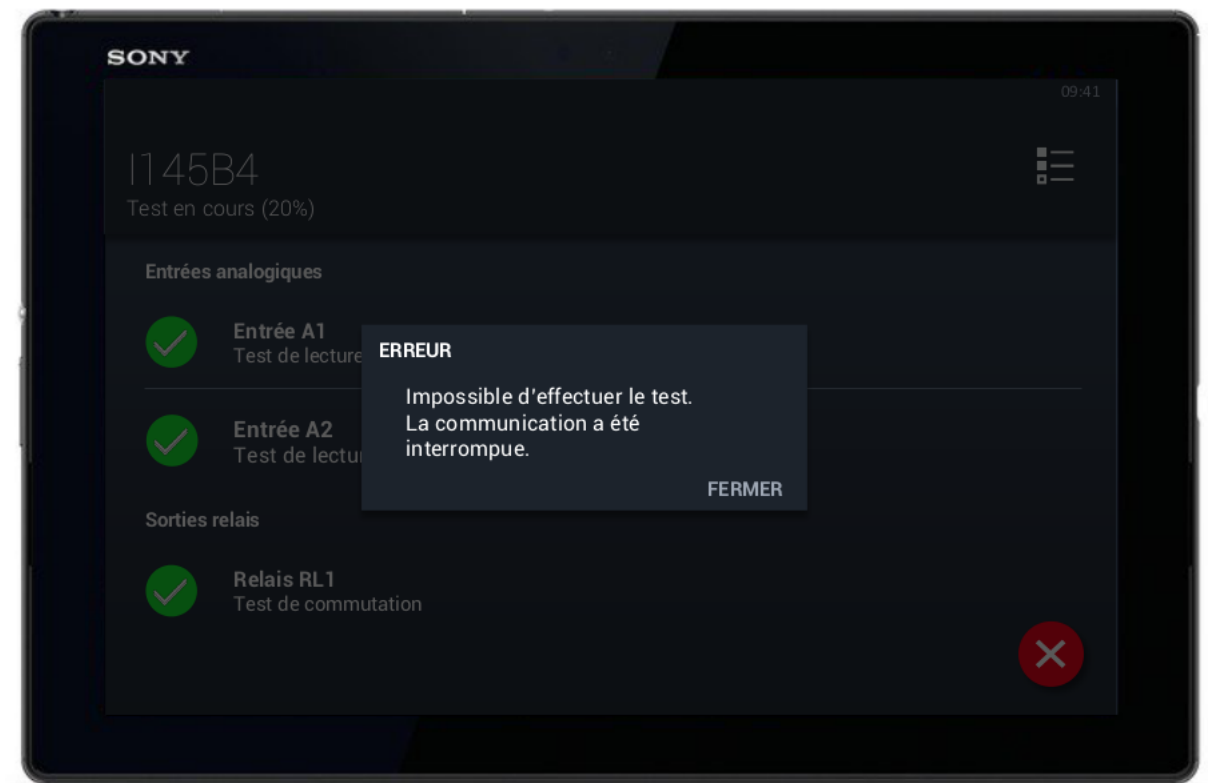 SONY
09:41
I145B4
Test en cours (20%)
Entrées analogiques
Entrée A1
Test de lecture
ERREUR
Impossible d'effectuer le test.
La communication a été
interrompue.
FERMER
Entrée A2
Test de lectu
Sorties relais
Relais RL1
Test de commutation